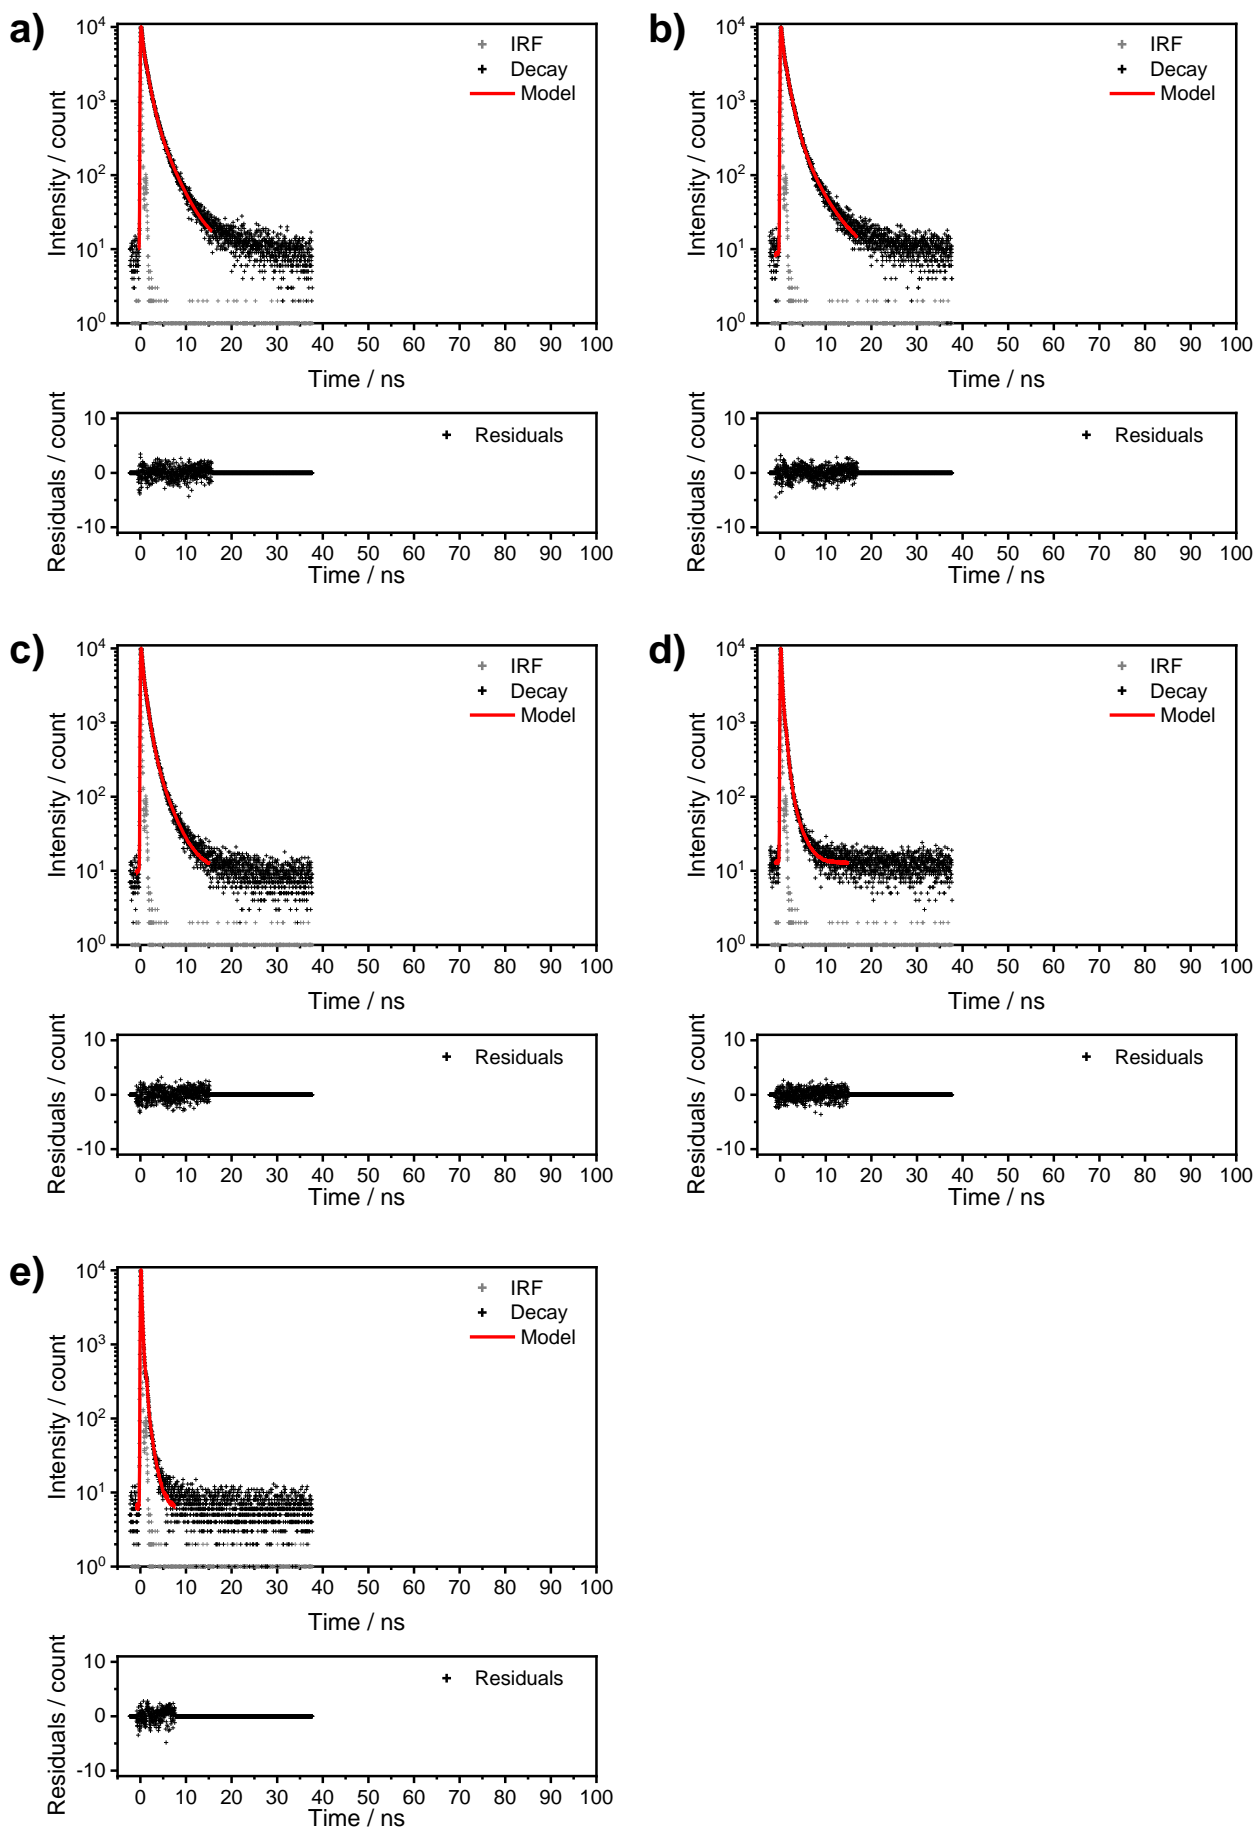 a)
Intensity / count
10⁴
10³
10²
10¹
10⁰
IRF
Decay
Model
0 10 20 30 40 50 60 70 80 90 100
Time / ns
Residuals / count
10
0
-10
Residuals
0 10 20 30 40 50 60 70 80 90 100
Time / ns
b)
Intensity / count
10⁴
10³
10²
10¹
10⁰
IRF
Decay
Model
0 10 20 30 40 50 60 70 80 90 100
Time / ns
Residuals / count
10
0
-10
Residuals
0 10 20 30 40 50 60 70 80 90 100
Time / ns
c)
Intensity / count
10⁴
10³
10²
10¹
10⁰
IRF
Decay
Model
0 10 20 30 40 50 60 70 80 90 100
Time / ns
Residuals / count
10
0
-10
Residuals
0 10 20 30 40 50 60 70 80 90 100
Time / ns
d)
Intensity / count
10⁴
10³
10²
10¹
10⁰
IRF
Decay
Model
0 10 20 30 40 50 60 70 80 90 100
Time / ns
Residuals / count
10
0
-10
Residuals
0 10 20 30 40 50 60 70 80 90 100
Time / ns
e)
Intensity / count
10⁴
10³
10²
10¹
10⁰
IRF
Decay
Model
0 10 20 30 40 50 60 70 80 90 100
Time / ns
Residuals / count
10
0
-10
Residuals
0 10 20 30 40 50 60 70 80 90 100
Time / ns